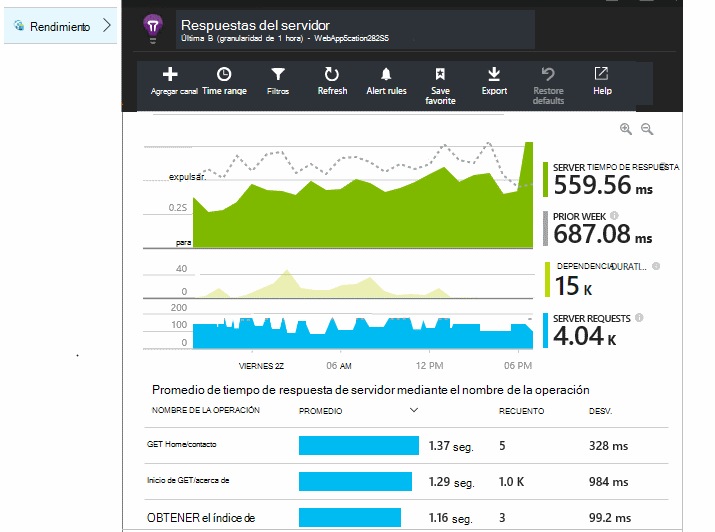 Rendimiento
Respuestas del servidor
Última B (granularidad de 1 hora) - WebApp5cation282S5
Agregar canal
Time range
Filtros
Refresh
Alert rules
Save favorite
Export
Restore defaults
Help
expulsár.
0.2S
para
SERVER TIEMPO DE RESPUESTA
559.56 ms
PRIOR WEEK
687.08 ms
40
0
DEPENDENCIA DURATI...
15 K
200
100
0
SERVER REQUESTS
4.04 K
VIERNES 2Z 06 AM 12 PM 06 PM
Promedio de tiempo de respuesta de servidor mediante el nombre de la operación
NOMBRE DE LA OPERACIÓN PROMEDIO RECUENTO DESV.
GET Home/contacto 1.37 seg. 5 328 ms
Inicio de GET/acerca de 1.29 seg. 1.0 K 984 ms
OBTENER el índice de 1.16 seg. 3 99.2 ms